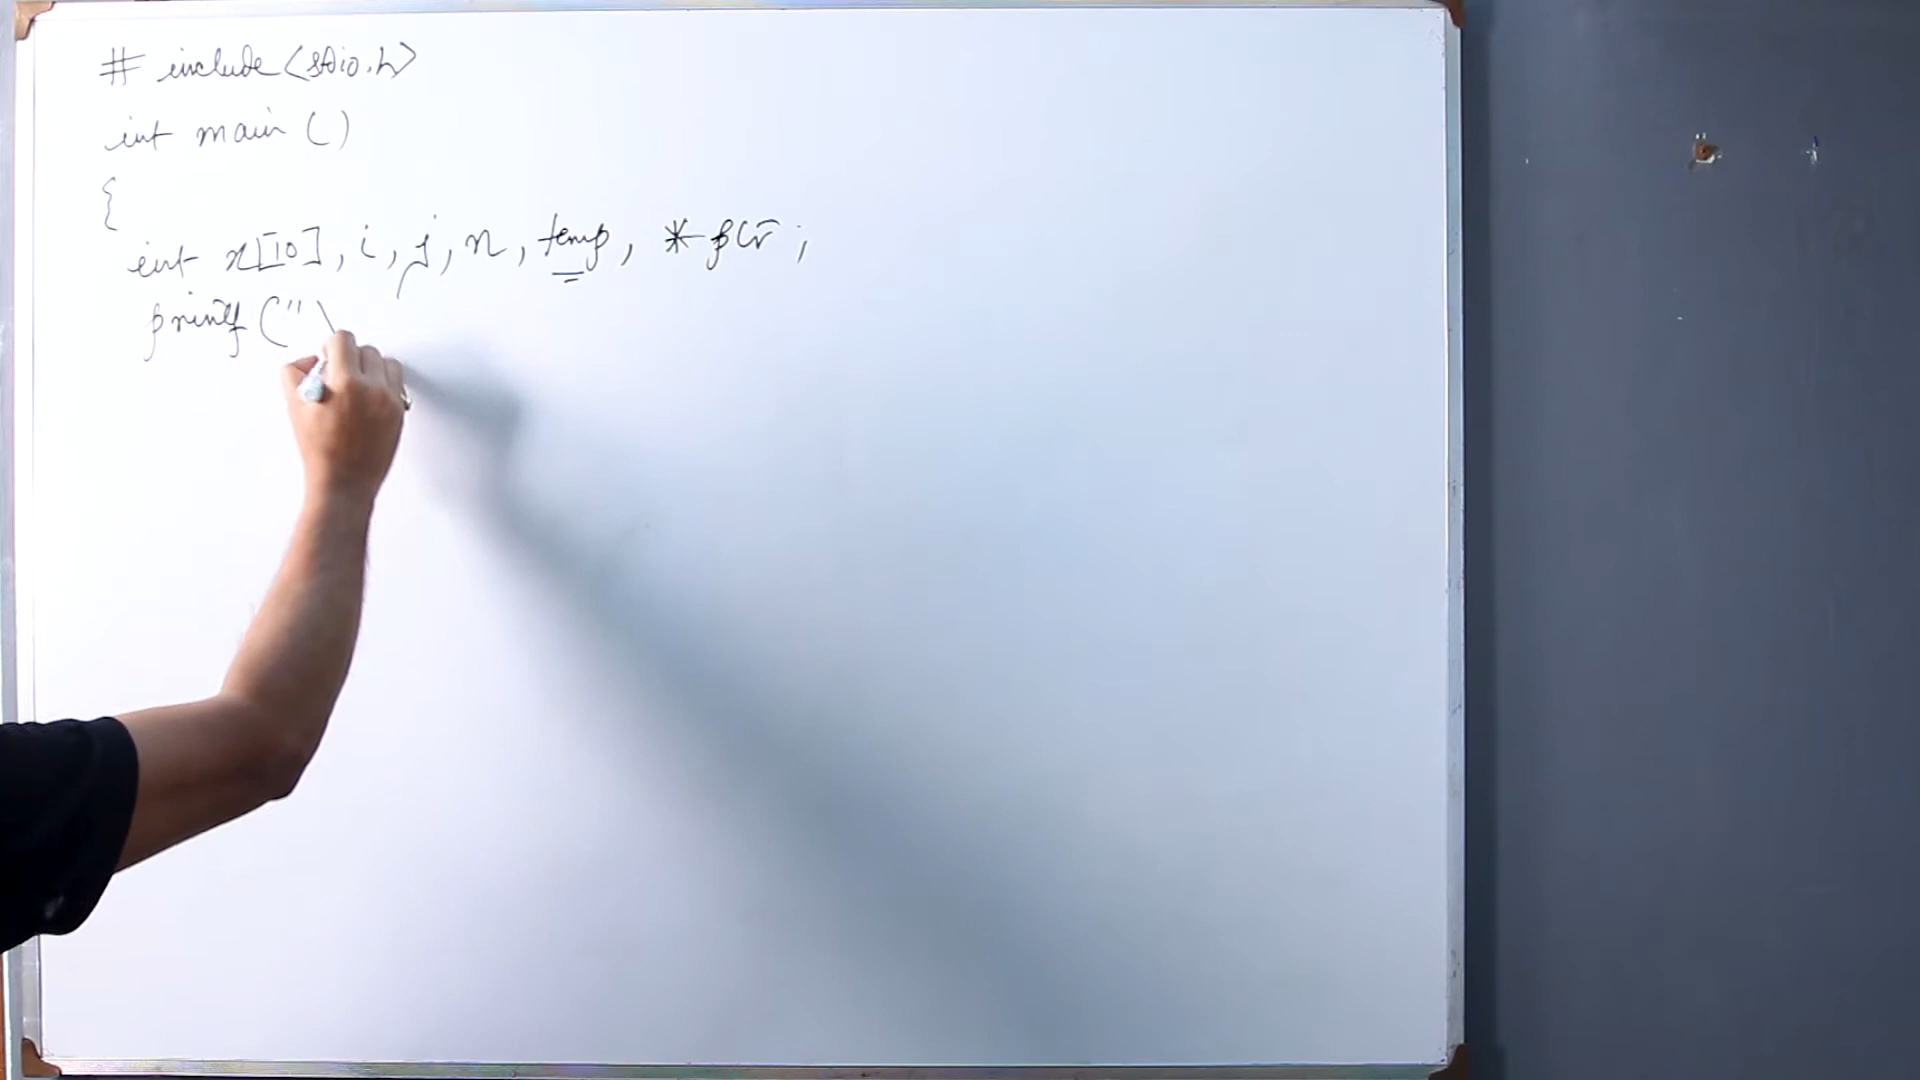 # include<stdio.h>
int main ()
{
int x[10], i, j, n, temp, *ptr;
printf ("\